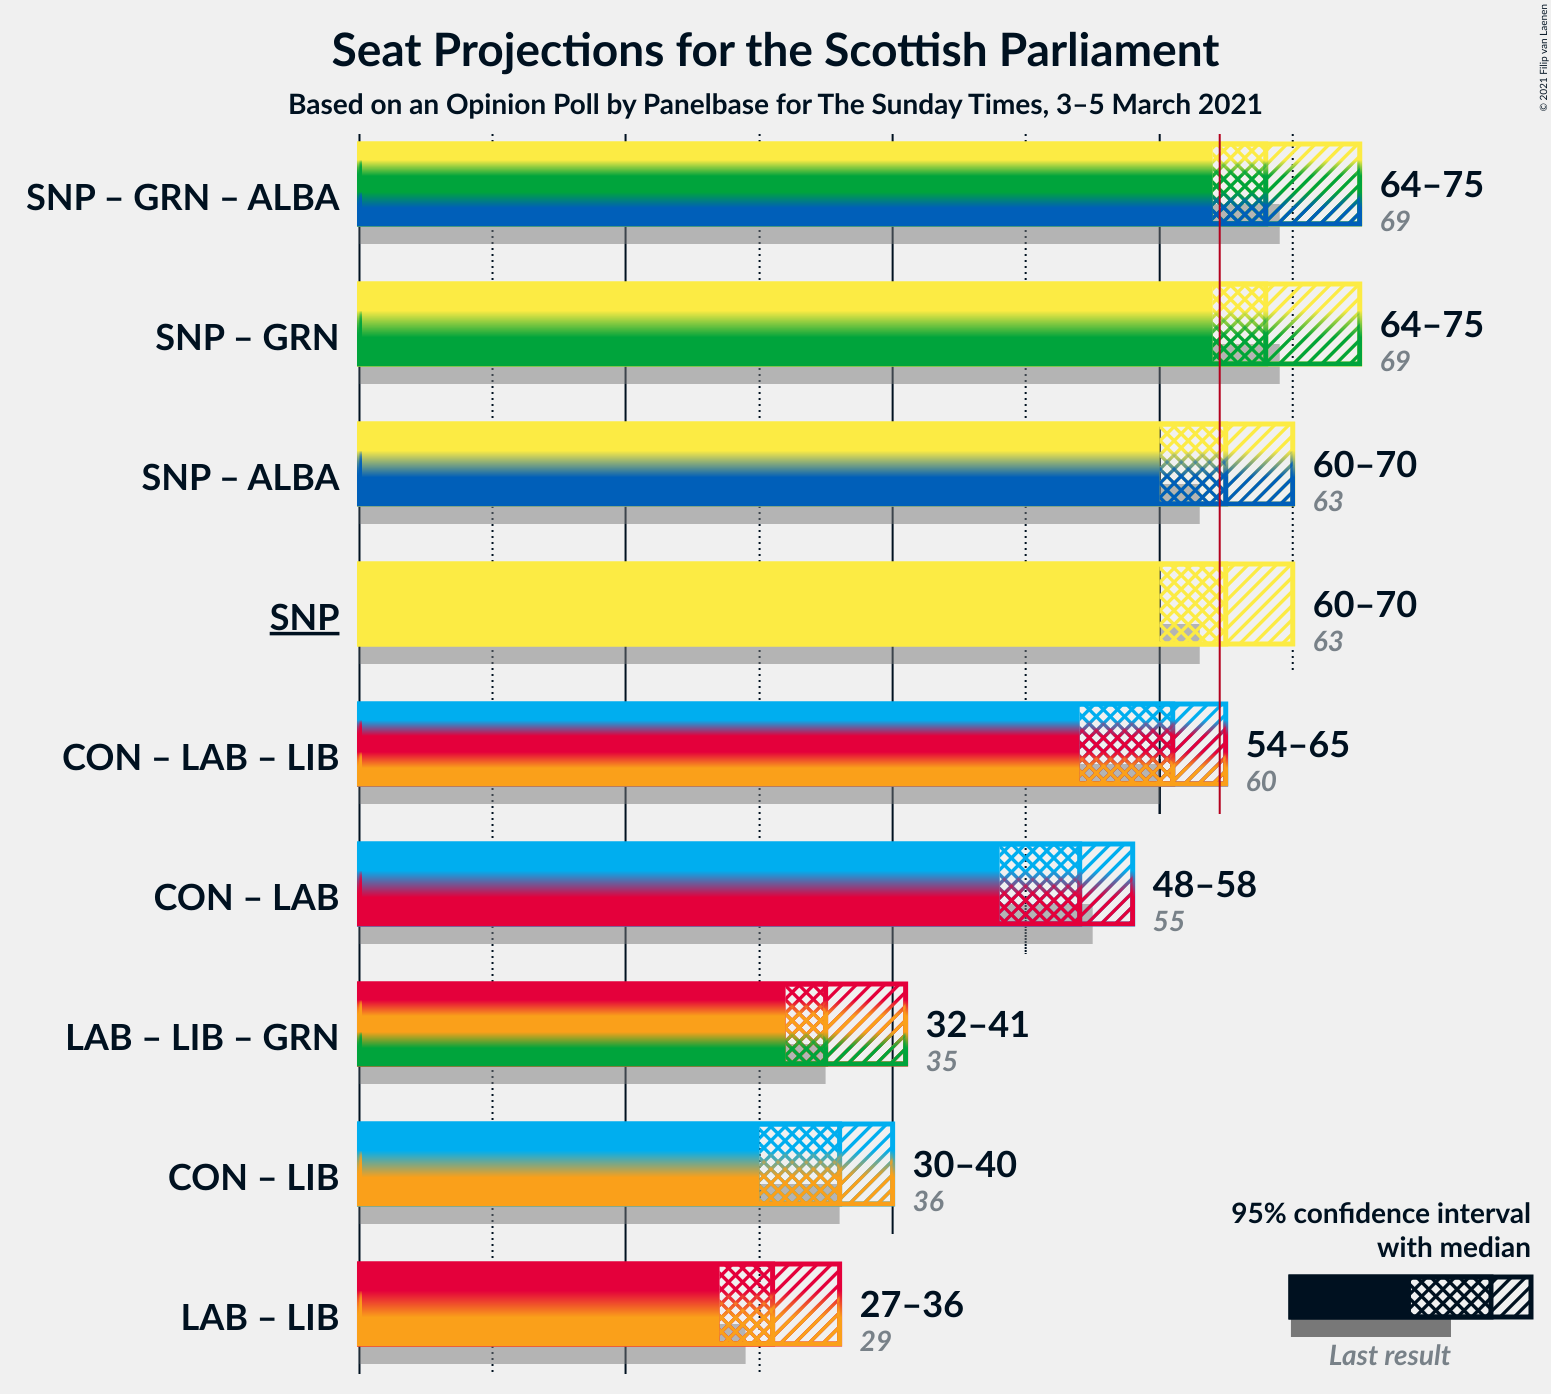 Seat Projections for the Scottish Parliament
Based on an Opinion Poll by Panelbase for The Sunday Times, 3–5 March 2021
© 2021 Filip van Laenen
SNP – GRN – ALBA
64–75
69
SNP – GRN
64–75
69
SNP – ALBA
60–70
63
SNP
60–70
63
CON – LAB – LIB
54–65
60
CON – LAB
48–58
55
LAB – LIB – GRN
32–41
35
CON – LIB
30–40
36
LAB – LIB
27–36
29
95% confidence interval
with median
Last result